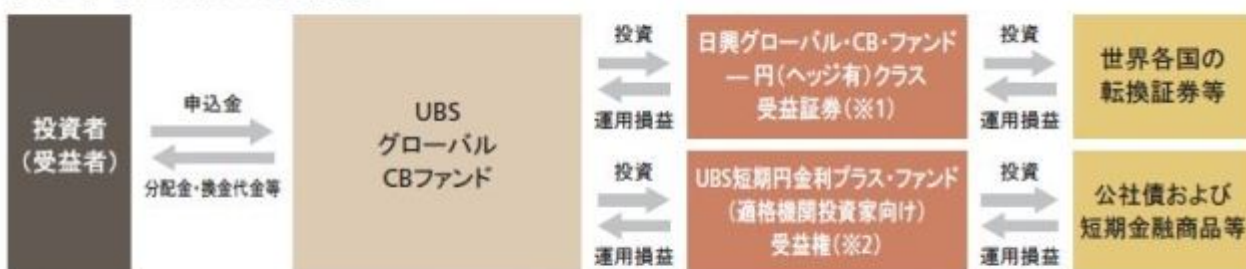 投資者
(受益者)
申込金
分配金・換金代金等
UBS
グローバル
CBファンド
投資
運用損益
日興グローバル・CB・ファンド
― 円(ヘッジ有)クラス
受益証券(※1)
投資
運用損益
世界各国の
転換証券等
投資
運用損益
UBS短期円金利プラス・ファンド
(適格機関投資家向け)
受益権(※2)
投資
運用損益
公社債および
短期金融商品等